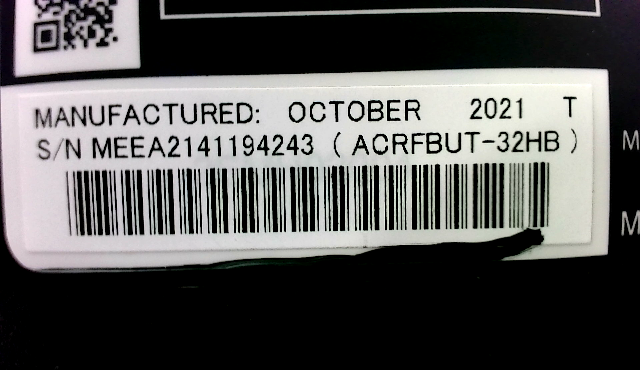 MANUFACTURED: OCTOBER 2021 T
S/N MEEA2141194243 ( ACRFBUT-32HB )
M
M